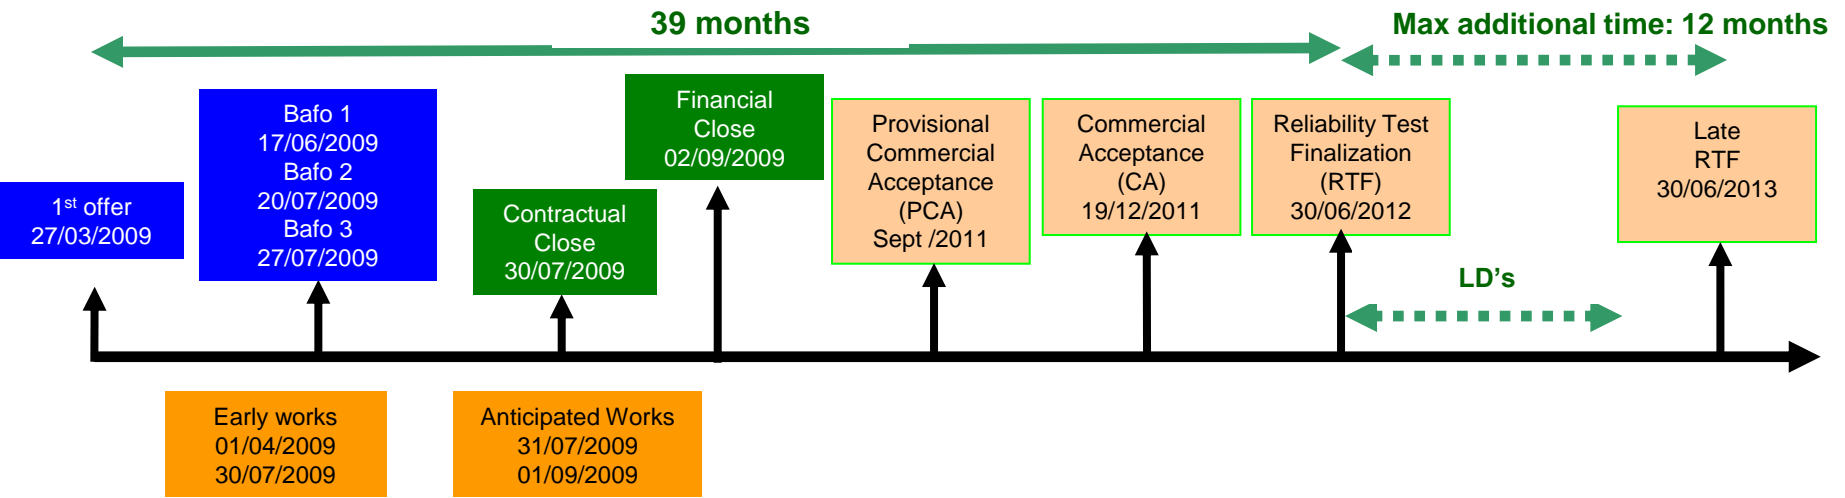 39 months
Max additional time: 12 months
1st offer
27/03/2009
Bafo 1
17/06/2009
Bafo 2
20/07/2009
Bafo 3
27/07/2009
Contractual
Close
30/07/2009
Financial
Close
02/09/2009
Provisional
Commercial
Acceptance
(PCA)
Sept /2011
Commercial
Acceptance
(CA)
19/12/2011
Reliability Test
Finalization
(RTF)
30/06/2012
Late
RTF
30/06/2013
LD’s
Early works
01/04/2009
30/07/2009
Anticipated Works
31/07/2009
01/09/2009